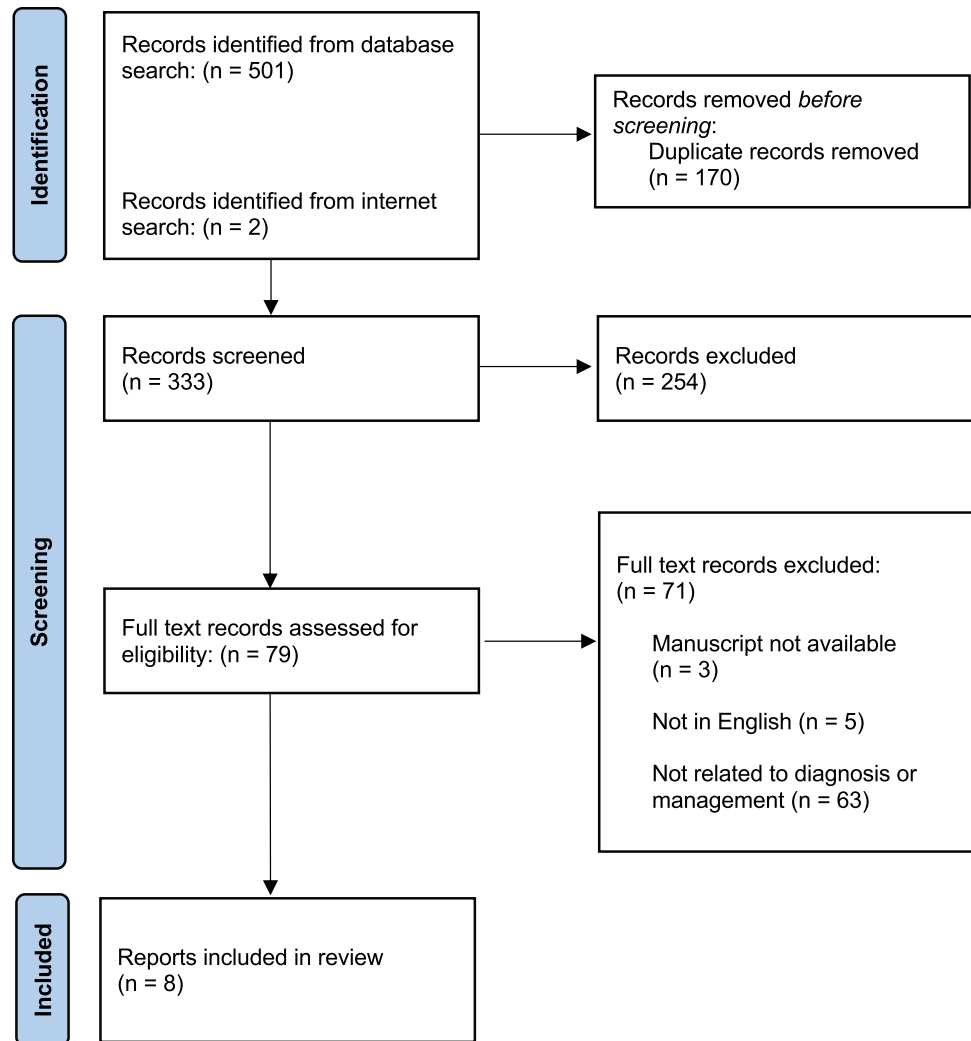 Identification
Records identified from database
search: (n = 501)
Records identified from internet
search: (n = 2)
Records removed before
screening:
Duplicate records removed
(n = 170)
Screening
Records screened
(n = 333)
Records excluded
(n = 254)
Full text records assessed for
eligibility: (n = 79)
Full text records excluded:
(n = 71)
Manuscript not available
(n = 3)
Not in English (n = 5)
Not related to diagnosis or
management (n = 63)
Included
Reports included in review
(n = 8)